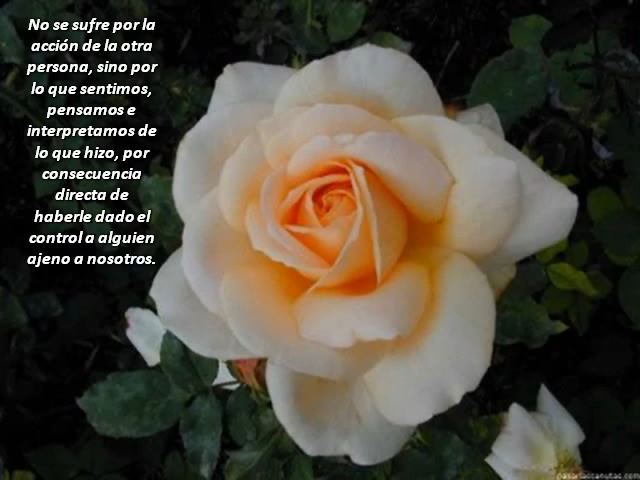 No se sufre por la
acción de la otra
persona, sino por
lo que sentimos,
pensamos e
interpretamos de
lo que hizo, por
consecuencia
directa de
haberle dado el
control a alguien
ajeno a nosotros.